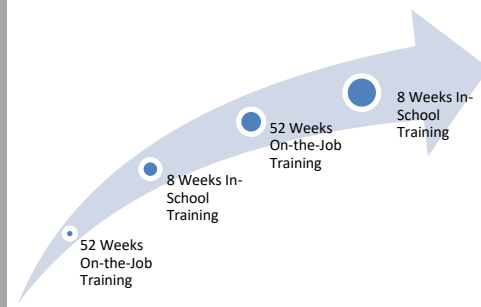 52 Weeks
On-the-Job
Training
8 Weeks In-
School
Training
52 Weeks
On-the-Job
Training
8 Weeks In-
School
Training